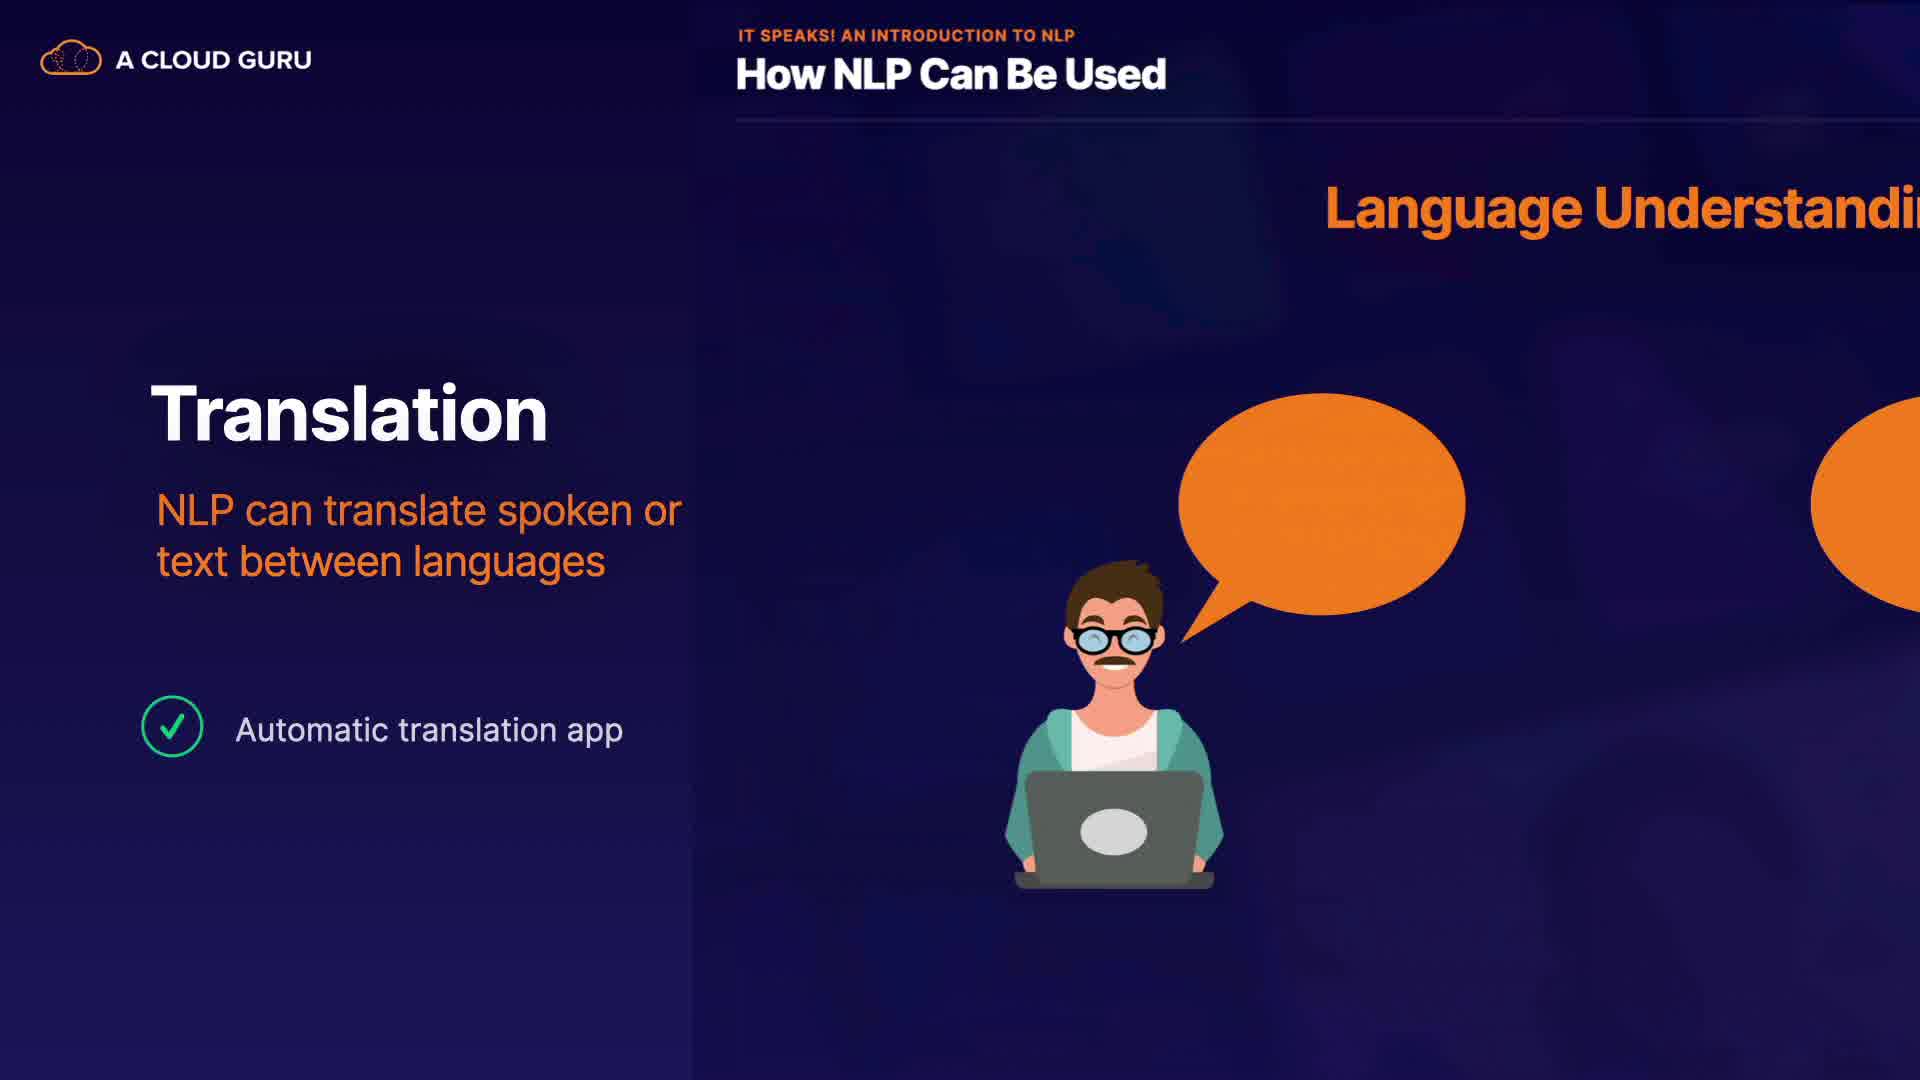 A CLOUD GURU
IT SPEAKS! AN INTRODUCTION TO NLP
How NLP Can Be Used
Language Understandi
Translation
NLP can translate spoken or
text between languages
Automatic translation app